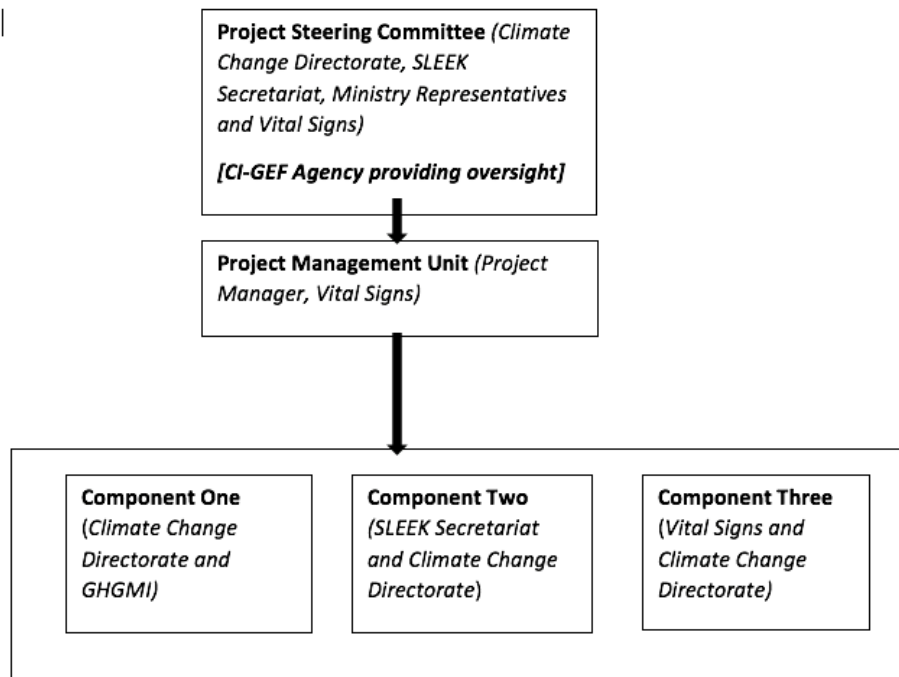 Project Steering Committee (Climate
Change Directorate, SLEEK
Secretariat, Ministry Representatives
and Vital Signs)
[CI-GEF Agency providing oversight]
Project Management Unit (Project
Manager, Vital Signs)
Component One
(Climate Change
Directorate and
GHGMI)
Component Two
(SLEEK Secretariat
and Climate Change
Directorate)
Component Three
(Vital Signs and
Climate Change
Directorate)